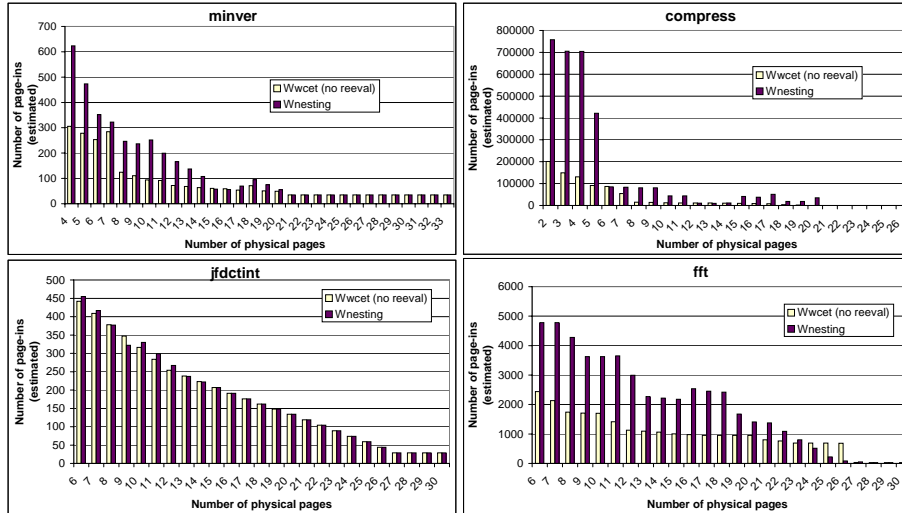 minver
700
600
500
400
300
200
100
0
Number of page-ins
(estimated)
Wwcet (no reeval)
Wnesting
4 5 6 7 8 9 10 11 12 13 14 15 16 17 18 19 20 21 22 23 24 25 26 27 28 29 30 31 32 33
Number of physical pages
compress
800000
700000
600000
500000
400000
300000
200000
100000
0
Number of page-ins
(estimated)
Wwcet (no reeval)
Wnesting
2 3 4 5 6 7 8 9 10 11 12 13 14 15 16 17 18 19 20 21 22 23 24 25 26
Number of physical pages
jfdctint
500
450
400
350
300
250
200
150
100
50
0
Number of page-ins
(estimated)
Wwcet (no reeval)
Wnesting
6 7 8 9 10 11 12 13 14 15 16 17 18 19 20 21 22 23 24 25 26 27 28 29 30
Number of physical pages
fft
6000
5000
4000
3000
2000
1000
0
Number of page-ins
(estimated)
Wwcet (no reeval)
Wnesting
6 7 8 9 10 11 12 13 14 15 16 17 18 19 20 21 22 23 24 25 26 27 28 29 30
Number of physical pages